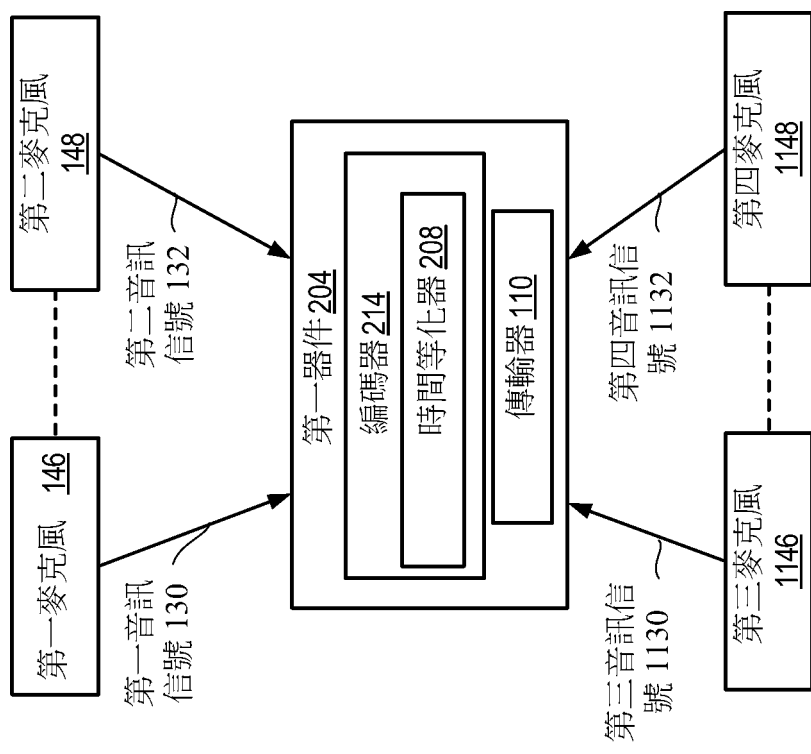 第一麥克風
146
第二麥克風
148
第一音訊
信號 130
第二音訊
信號 132
第一器件 204
編碼器 214
時間等化器 208
傳輸器 110
第三音訊信
號 1130
第四音訊信
號 1132
第三麥克風
1146
第四麥克風
1148